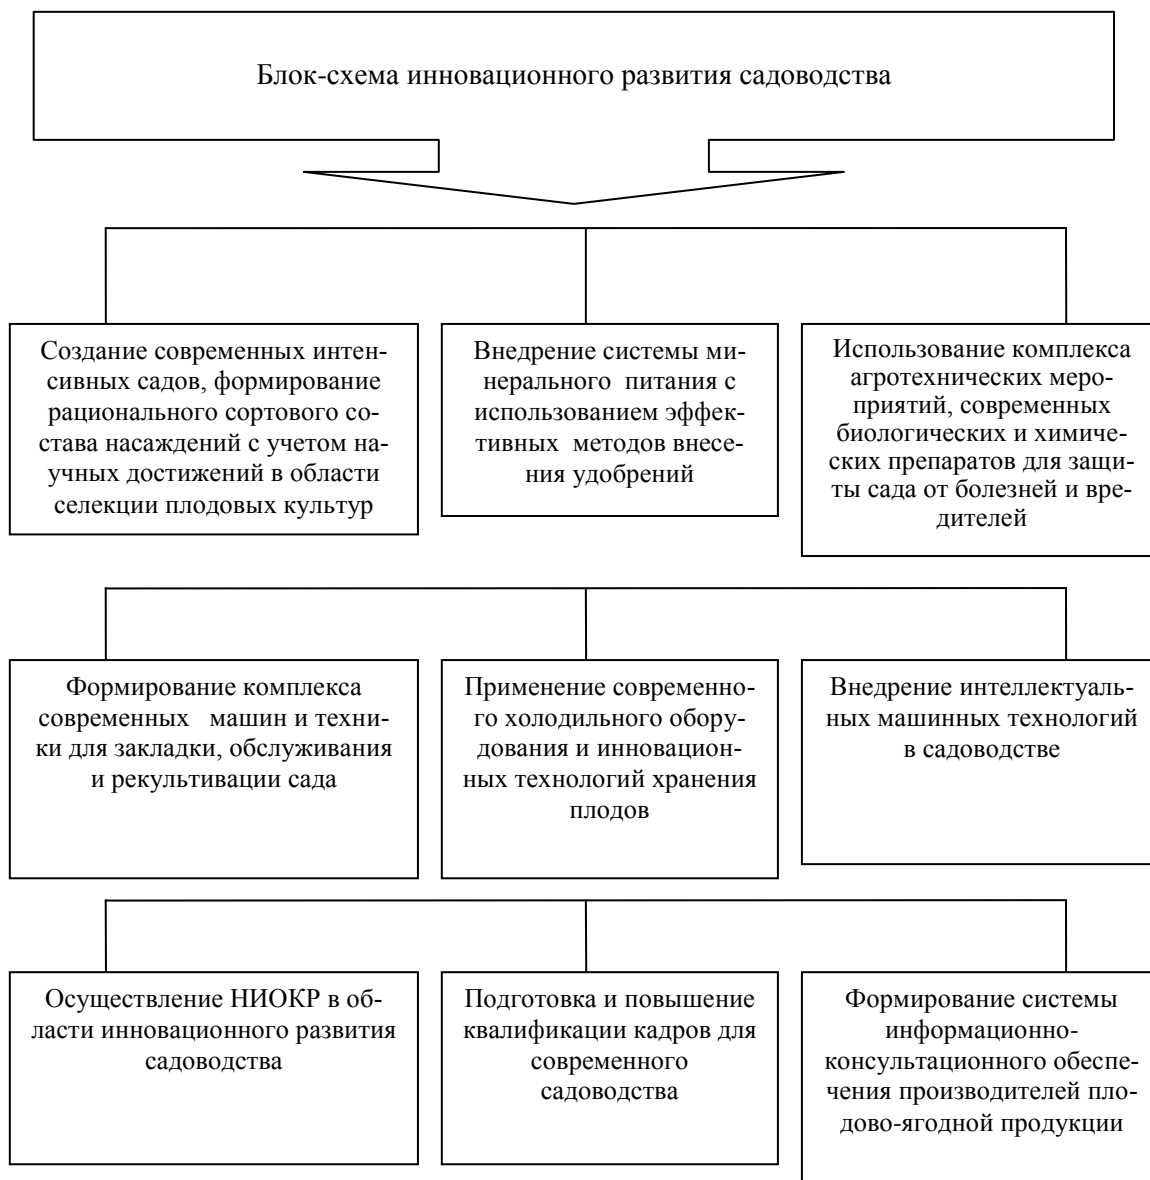 Блок-схема инновационного развития садоводства
Создание современных интен-
сивных садов, формирование
рационального сортового со-
става насаждений с учетом на-
учных достижений в области
селекции плодовых культур
Внедрение системы ми-
нерального питания с
использованием эффек-
тивных методов внесе-
ния удобрений
Использование комплекса
агротехнических меро-
приятий, современных
биологических и химиче-
ских препаратов для защи-
ты сада от болезней и вре-
дителей
Формирование комплекса
современных машин и техни-
ки для закладки, обслуживания
и рекультивации сада
Применение современно-
го холодильного обору-
дования и инновацион-
ных технологий хранения
плодов
Внедрение интеллектуаль-
ных машинных технологий
в садоводстве
Осуществление НИОКР в об-
ласти инновационного развития
садоводства
Подготовка и повышение
квалификации кадров для
современного
садоводства
Формирование системы
информационно-
консультационного обеспе-
чения производителей пло-
дово-ягодной продукции